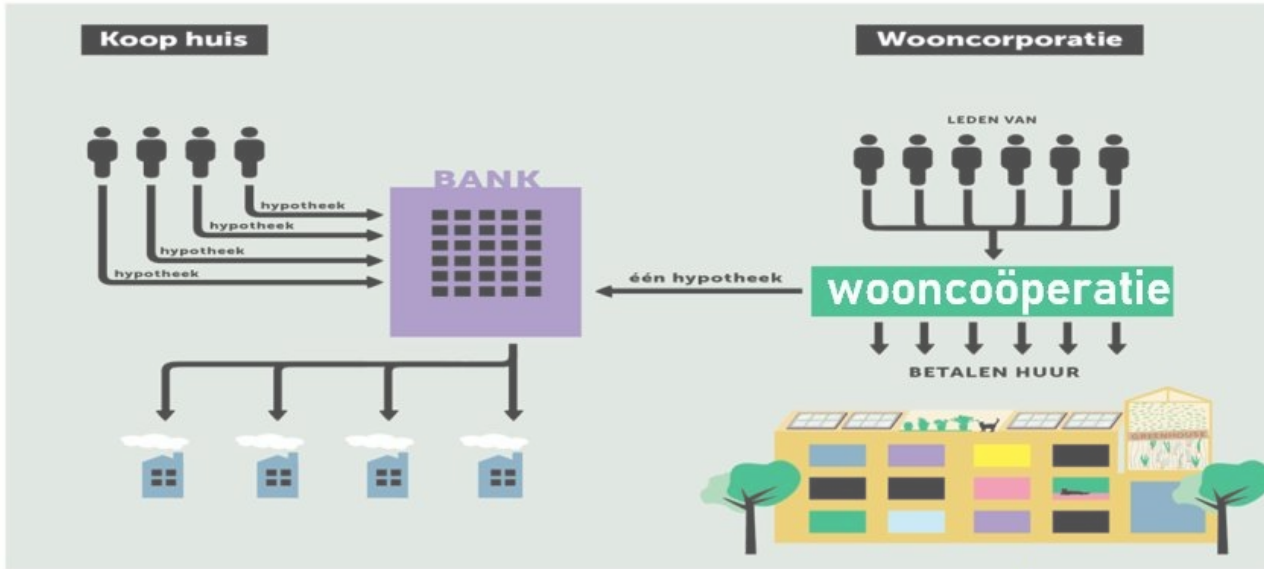 Koop huis
BANK
hypotheek
hypotheek
hypotheek
hypotheek
één hypotheek
Wooncorporatie
LEDEN VAN
wooncoöperatie
BETALEN HUUR
GREENHOUSE